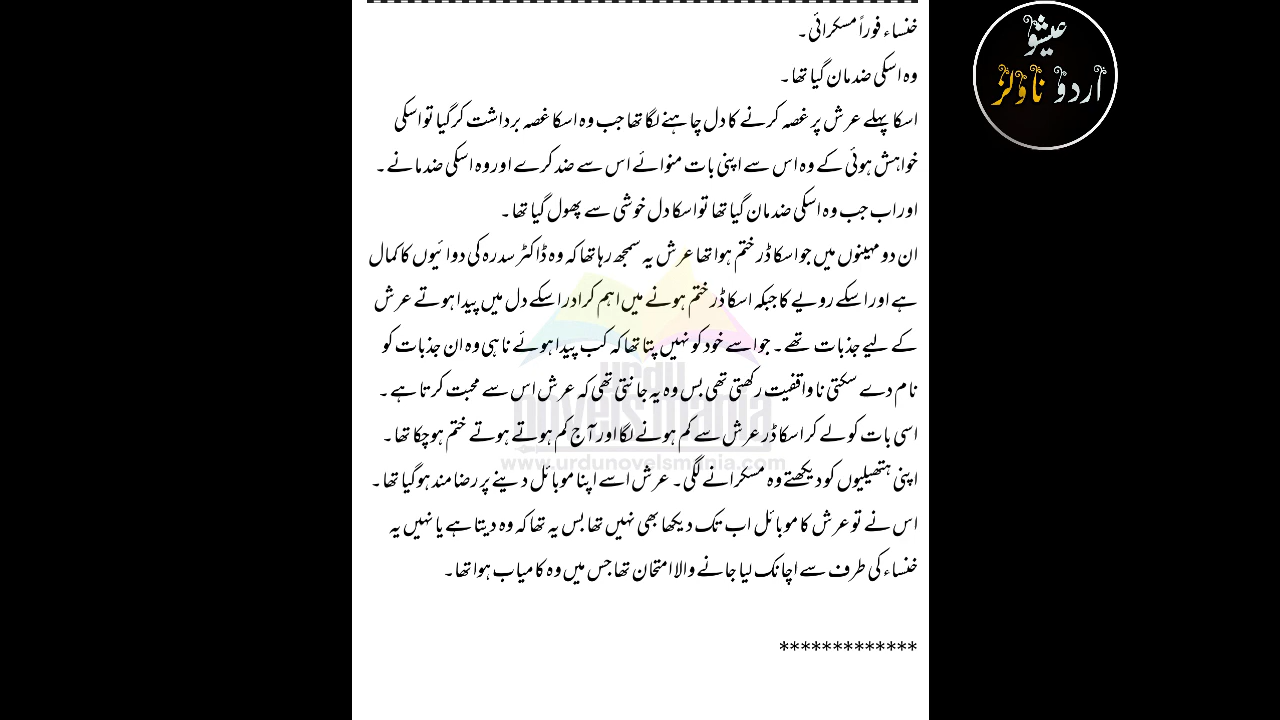 خنساء فوراً مسکرائی۔
وہ اسکی ضد مان گیا تھا۔
اسکا پہلے عرش پر غصہ کرنے کا دل چاہنے لگا تھا جب وہ اسکا غصہ برداشت کر گیا تو اسکی
خواہش ہوئی کے وہ اس سے اپنی بات منوائے اس سے ضد کرے اور وہ اسکی ضد مانے۔
اور اب جب وہ اسکی ضد مان گیا تھا تو اسکا دل خوشی سے پھول گیا تھا۔
ان دو مہینوں میں جو اسکا ڈر ختم ہوا تھا عرش یہ سمجھ رہا تھا کہ وہ ڈاکٹر سدرہ کی دوائیوں کا کمال
ہے اور اسکے رویے کا جبکہ اسکا ڈر ختم ہونے میں اہم کرادر اسکے دل میں پیدا ہوتے عرش
کے لیے جذبات تھے۔ جو اسے خود کو نہیں پتا تھا کہ کب پیدا ہوئے نا ہی وہ ان جذبات کو
نام دے سکتی نا واقفیت رکھتی تھی بس وہ یہ جانتی تھی کہ عرش اس سے محبت کرتا ہے۔
اسی بات کو لے کر اسکا ڈر عرش سے کم ہونے لگا اور آج کم ہوتے ہوتے ختم ہو چکا تھا۔
اپنی ہتھیلیوں کو دیکھتے وہ مسکرانے لگی۔ عرش اسے اپنا موبائل دینے پر رضامند ہو گیا تھا۔
اس نے تو عرش کا موبائل اب تک دیکھا بھی نہیں تھا بس یہ تھا کہ وہ دیتا ہے یا نہیں یہ
خنساء کی طرف سے اچانک لیا جانے والا امتحان تھا جس میں وہ کامیاب ہوا تھا۔
*************
عیشو
اردو ناولز
urdu
novels mania
www.urdunovelsmania.com